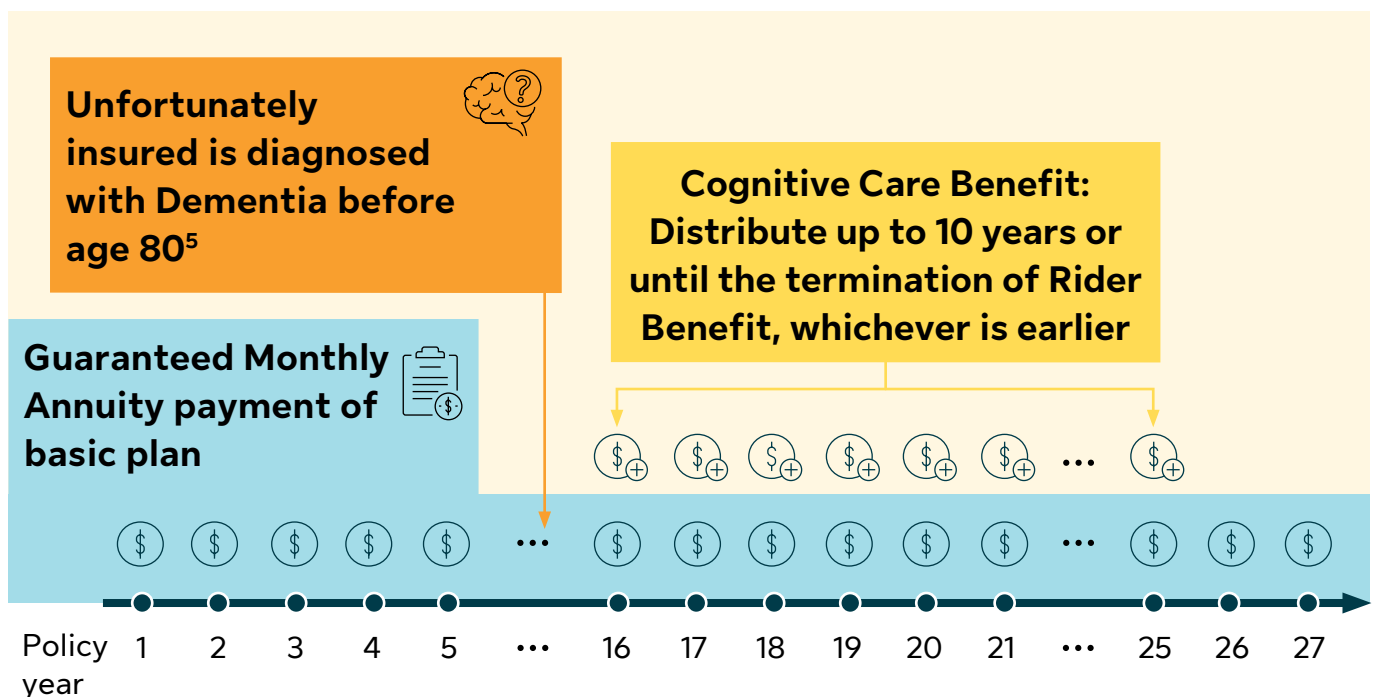 Unfortunately
insured is diagnosed
with Dementia before
age 80⁵
Cognitive Care Benefit:
Distribute up to 10 years or
until the termination of Rider
Benefit, whichever is earlier
Guaranteed Monthly
Annuity payment of
basic plan
$ $ $ $ $ $ ... $
$ $ $ $ $ ... $ $ $ $ $ $ ... $ $ $
Policy year 1 2 3 4 5 ... 16 17 18 19 20 21 ... 25 26 27